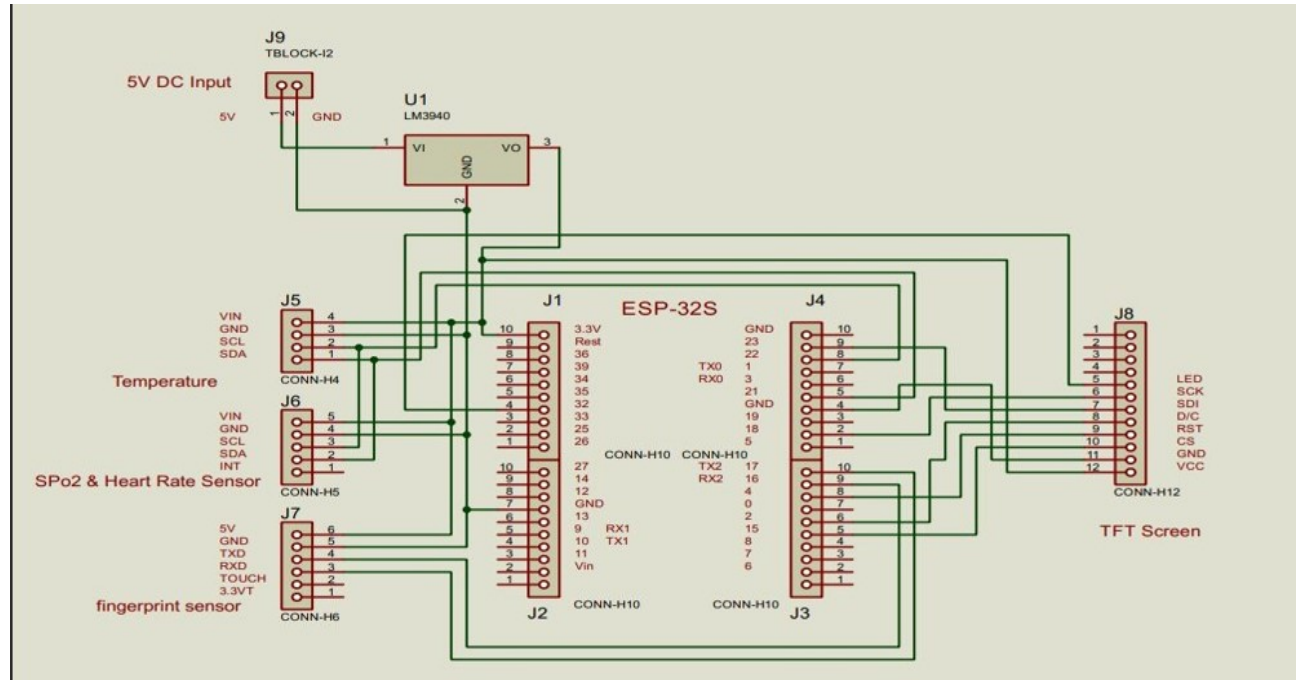 J9
TBLOCK-I2
5V DC Input
1
2
5V
GND
U1
LM3940
1
VI
VO
3
GND
2
J5
VIN
GND
SCL
SDA
4
3
2
1
CONN-H4
Temperature
J6
VIN
GND
SCL
SDA
INT
5
4
3
2
1
CONN-H5
SPo2 & Heart Rate Sensor
J7
5V
GND
TXD
RXD
TOUCH
3.3VT
6
5
4
3
2
1
CONN-H6
fingerprint sensor
J1
ESP-32S
J4
10
9
8
7
6
5
4
3
2
1
3.3V
Rest
36
39
34
35
32
33
25
26
CONN-H10
10
9
8
7
6
5
4
3
2
1
27
14
12
GND
13
9 RX1
10 TX1
11
Vin
CONN-H10
J2
GND
23
22
TX0 1
RX0 3
21
GND
19
18
5
10
9
8
7
6
5
4
3
2
1
CONN-H10
TX2 17
RX2 16
4
0
2
15
8
7
6
10
9
8
7
6
5
4
3
2
1
CONN-H10
J3
J8
1
2
3
4
5
6
7
8
9
10
11
12
LED
SCK
SDI
D/C
RST
CS
GND
VCC
CONN-H12
TFT Screen